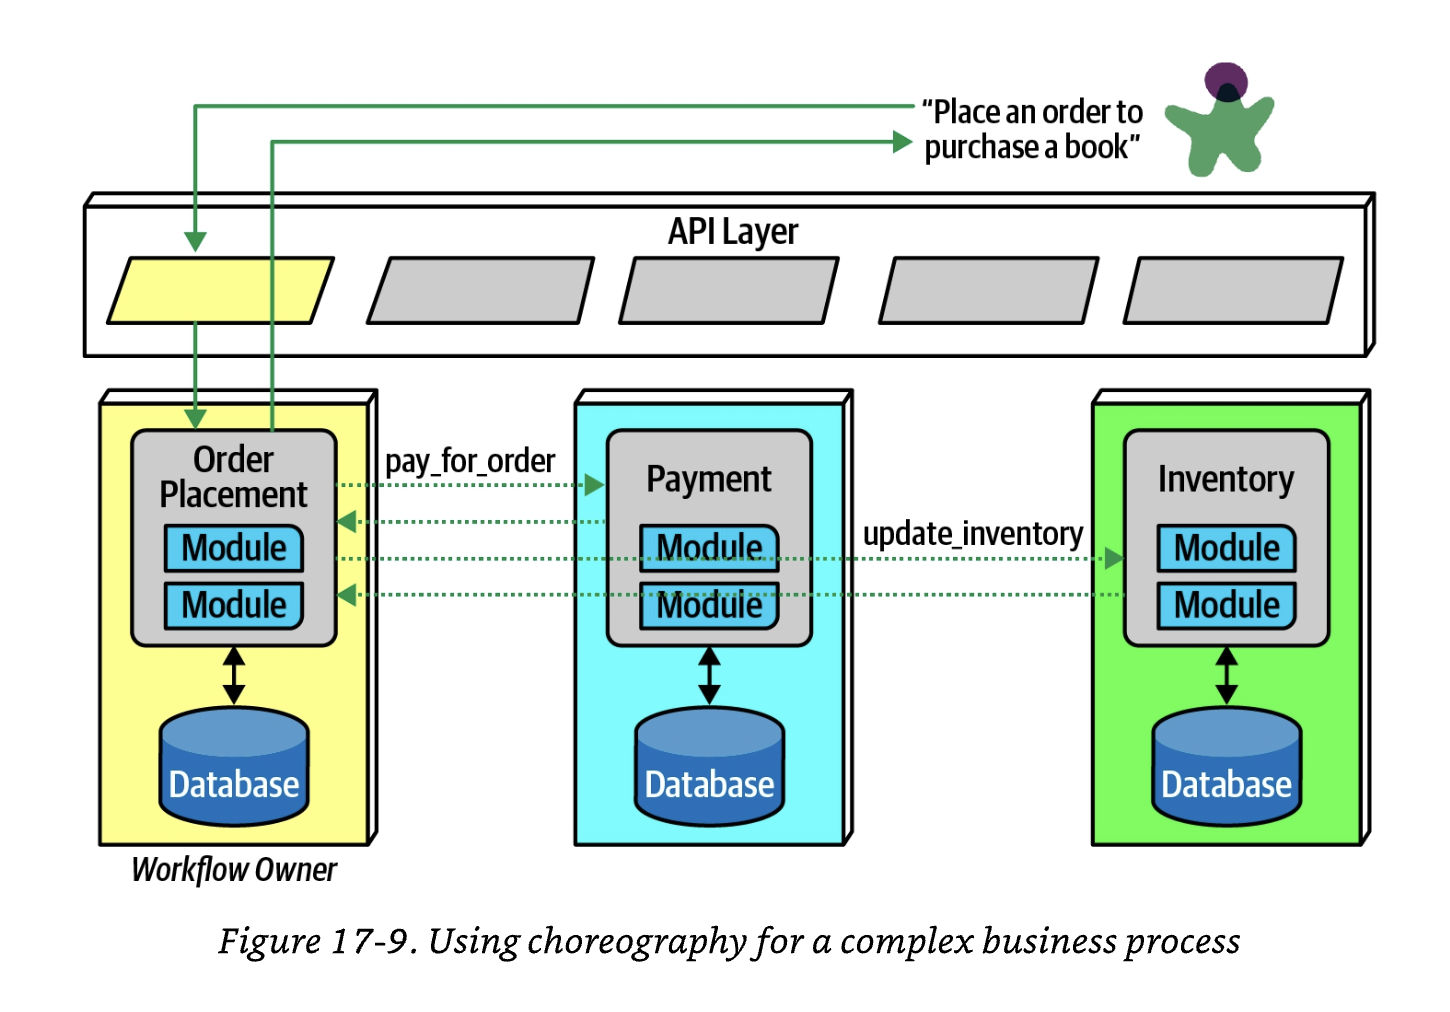 “Place an order to
purchase a book”
API Layer
Order
Placement
Module
Module
Database
Workflow Owner
pay_for_order
Payment
Module
Module
Database
update_inventory
Inventory
Module
Module
Database
Figure 17-9. Using choreography for a complex business process